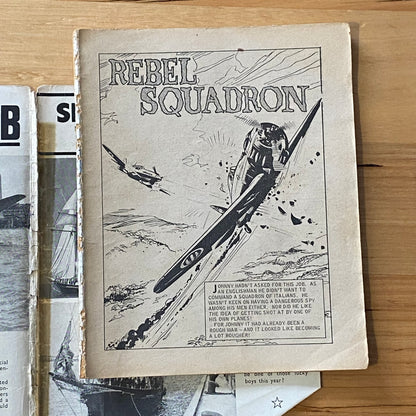 REBEL
SQUADRON
JOHNNY HADN'T ASKED FOR THIS JOB. AS
AN ENGLISHMAN HE DIDN'T WANT TO
COMMAND A SQUADRON OF ITALIANS. HE
WASN'T KEEN ON HAVING A DANGEROUS SPY
AMONG HIS MEN EITHER. NOR DID HE LIKE
THE IDEA OF GETTING SHOT AT BY ONE OF
HIS OWN PLANES!
FOR JOHNNY IT HAD ALREADY BEEN A
ROUGH WAR — AND IT LOOKED LIKE BECOMING
A LOT ROUGHER!
B
be one of those lucky
boys this year?